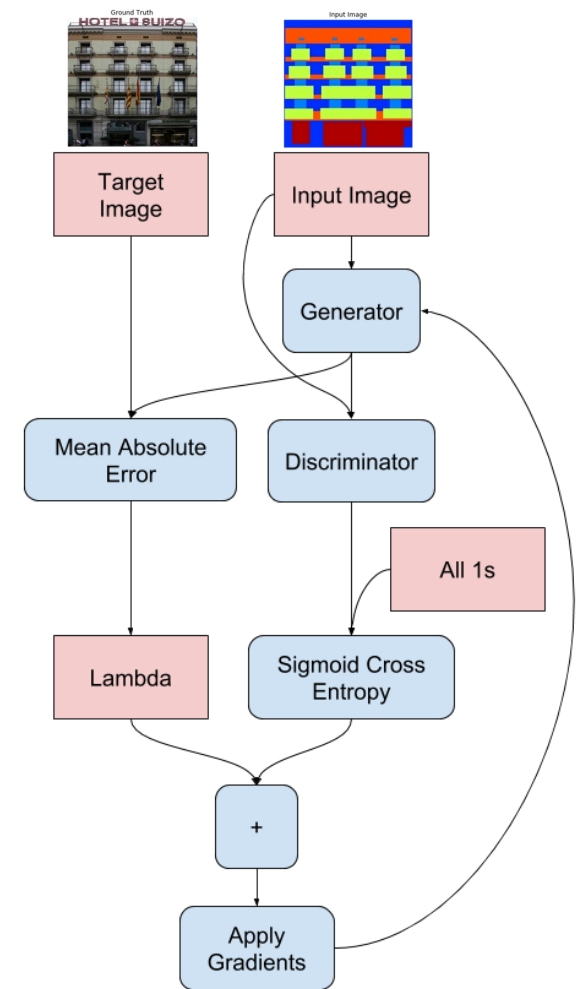 Ground Truth
Input Image
HOTEL SUIZO
Target
Image
Input Image
Generator
Mean Absolute
Error
Discriminator
All 1s
Lambda
Sigmoid Cross
Entropy
+
Apply
Gradients